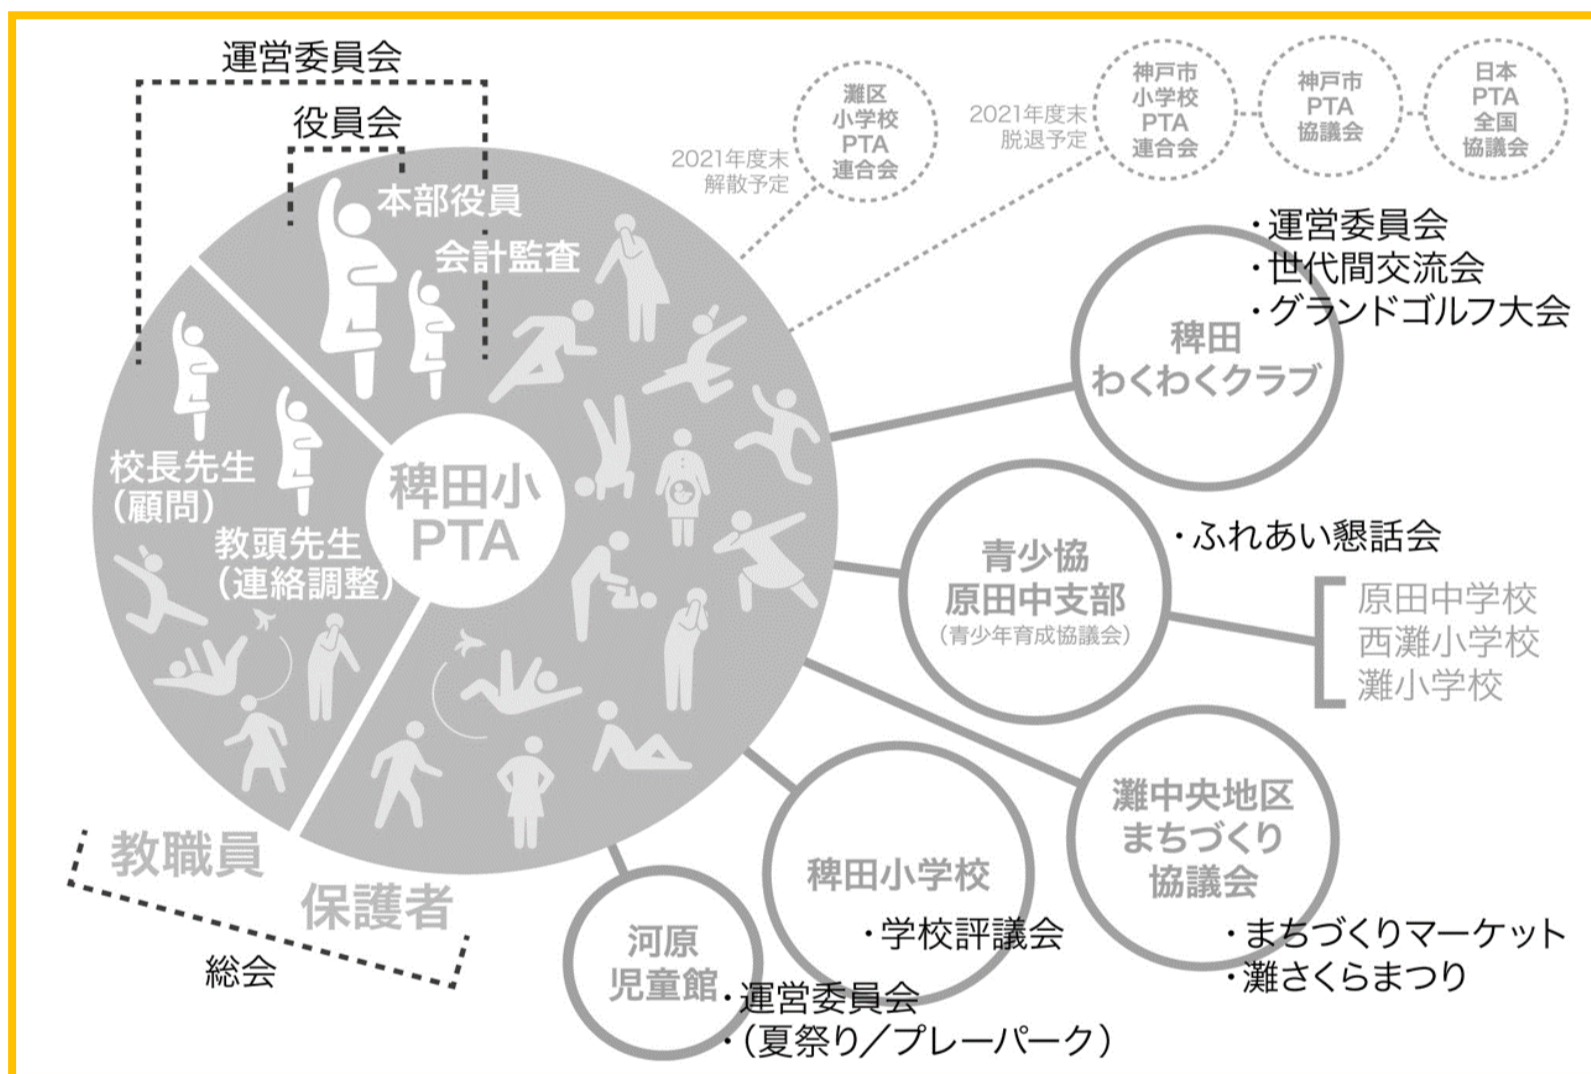 運営委員会
役員会
本部役員
会計監査
校長先生
(顧問)
教頭先生
(連絡調整)
稗田小
PTA
教職員
保護者
総会
2021年度末
解散予定
灘区
小学校
PTA
連合会
2021年度末
脱退予定
神戸市
小学校
PTA
連合会
神戸市
PTA
協議会
日本
PTA
全国
協議会
・運営委員会
・世代間交流会
・グランドゴルフ大会
稗田
わくわくクラブ
青少協
原田中支部
(青少年育成協議会)
・ふれあい懇話会
原田中学校
西灘小学校
灘小学校
灘中央地区
まちづくり
協議会
・まちづくりマーケット
・灘さくらまつり
稗田小学校
・学校評議会
河原
児童館
・運営委員会
・(夏祭り/プレーパーク)